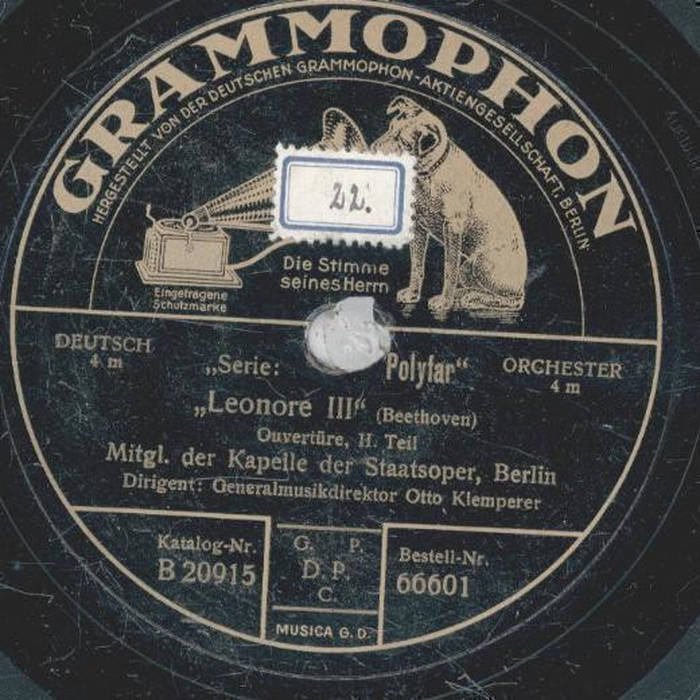 GRAMMOPHON
HERGESTELLT VON DER DEUTSCHEN GRAMMOPHON-AKTIENGESELLSCHAFT, BERLIN
22.
Die Stimme
seines Herrn
Eingetragene
Schutzmarke
DEUTSCH
4 m
„Serie: Polyfar“
ORCHESTER
4 m
„Leonore III“ (Beethoven)
Ouvertüre, II. Teil
Mitgl. der Kapelle der Staatsoper, Berlin
Dirigent: Generalmusikdirektor Otto Klemperer
Katalog-Nr.
B 20915
G. P.
D. P.
C.
MUSICA G. D.
Bestell-Nr.
66601